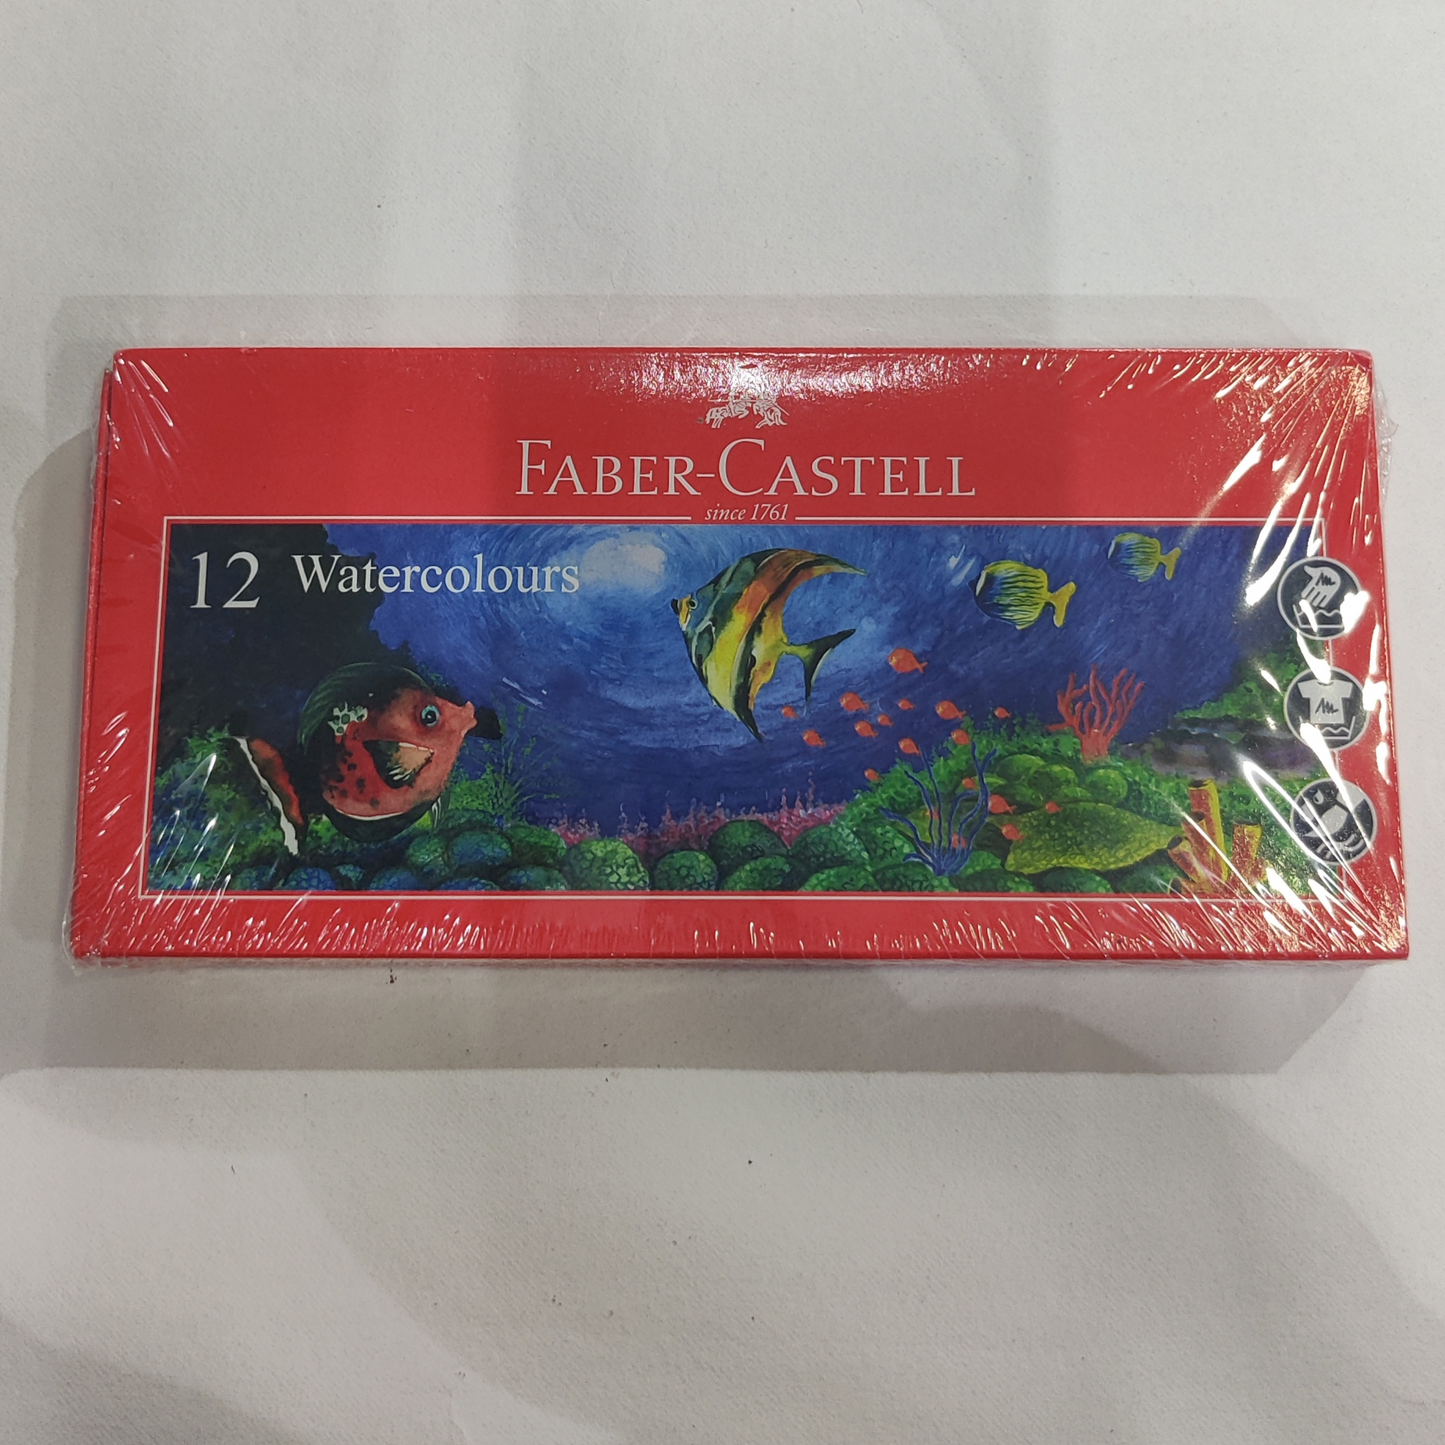 FABER-CASTELL
since 1761
12 Watercolours